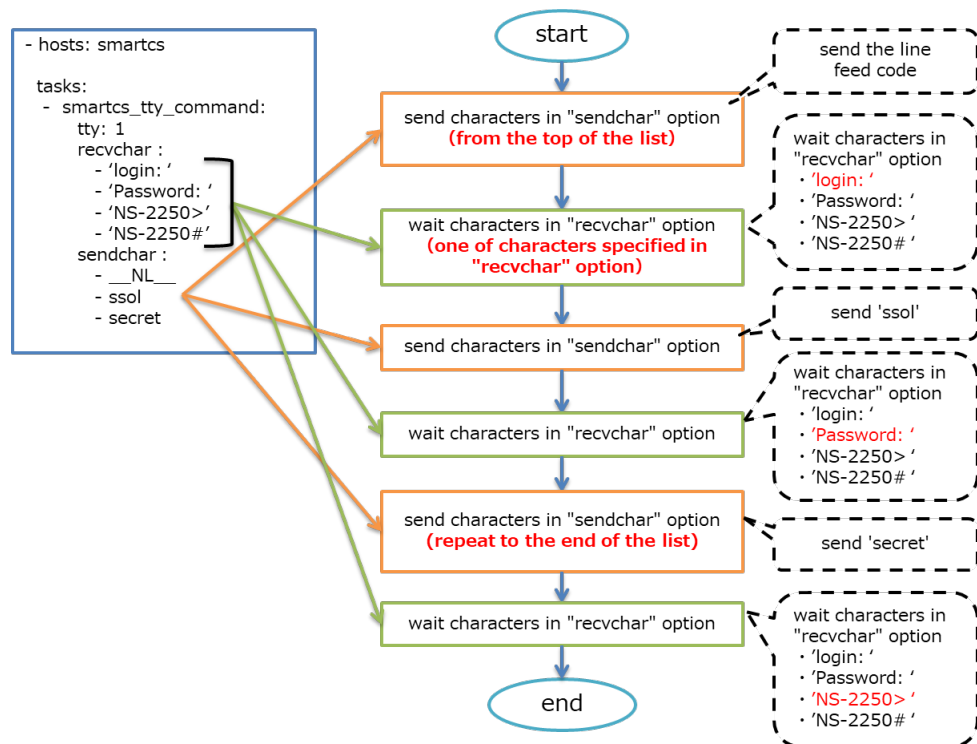 - hosts: smartcs
tasks:
- smartcs_tty_command:
tty: 1
recvchar :
- ‘login: ‘
- ‘Password: ‘
- ‘NS-2250>’
- ‘NS-2250#’
sendchar :
- __NL__
- ssol
- secret
start
send characters in "sendchar" option
(from the top of the list)
wait characters in "recvchar" option
(one of characters specified in
"recvchar" option)
send characters in "sendchar" option
wait characters in "recvchar" option
send characters in "sendchar" option
(repeat to the end of the list)
wait characters in "recvchar" option
end
send the line
feed code
wait characters in
"recvchar" option
・’login: ‘
・’Password: ‘
・’NS-2250> ‘
・’NS-2250# ‘
send 'ssol'
wait characters in
"recvchar" option
・’login: ‘
・’Password: ‘
・’NS-2250> ‘
・’NS-2250# ‘
send 'secret'
wait characters in
"recvchar" option
・’login: ‘
・’Password: ‘
・’NS-2250> ‘
・’NS-2250# ‘